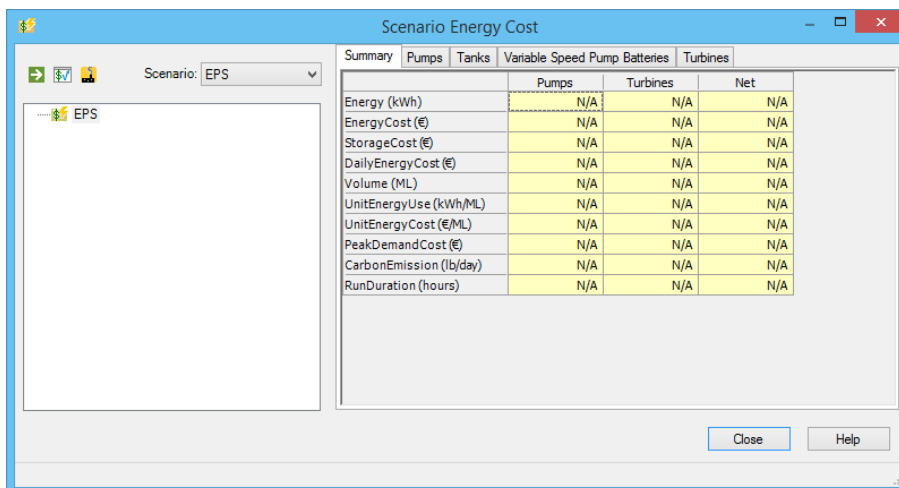 Scenario Energy Cost
Scenario: EPS
EPS
Summary Pumps Tanks Variable Speed Pump Batteries Turbines
Pumps Turbines Net
Energy (kWh) N/A N/A N/A
EnergyCost (€) N/A N/A N/A
StorageCost (€) N/A N/A N/A
DailyEnergyCost (€) N/A N/A N/A
Volume (ML) N/A N/A N/A
UnitEnergyUse (kWh/ML) N/A N/A N/A
UnitEnergyCost (€/ML) N/A N/A N/A
PeakDemandCost (€) N/A N/A N/A
CarbonEmission (lb/day) N/A N/A N/A
RunDuration (hours) N/A N/A N/A
Close Help